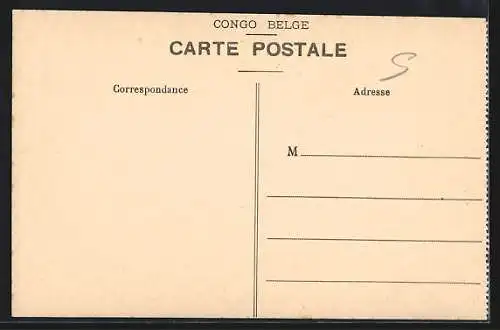 CONGO BELGE
CARTE POSTALE
Correspondance
Adresse
M